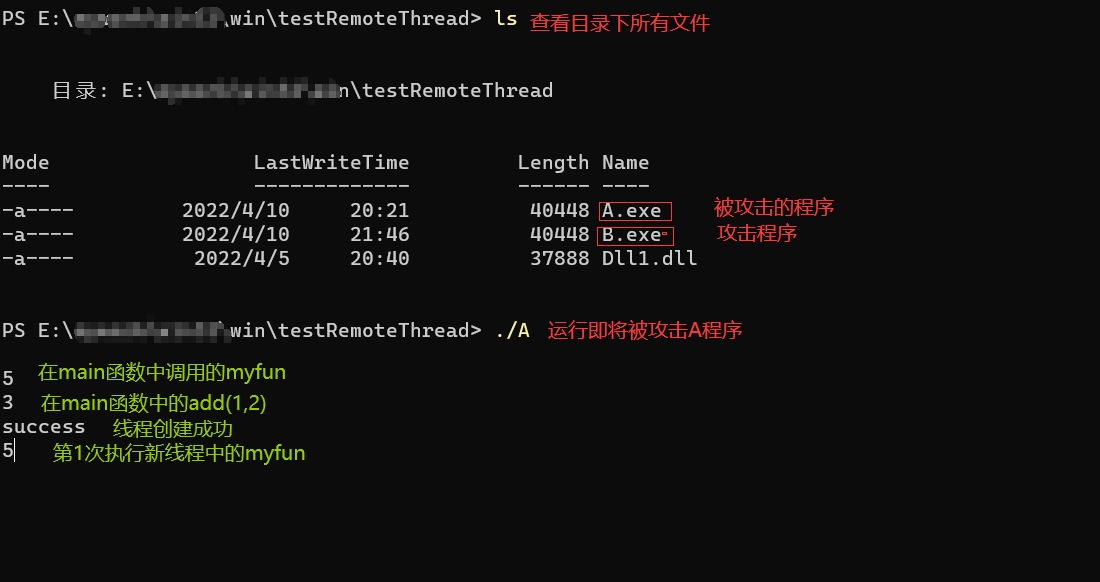 PS E:\ \win\testRemoteThread> ls 查看目录下所有文件
目录: E:\ n\testRemoteThread
Mode LastWriteTime Length Name
---- ------------- ------ ----
-a---- 2022/4/10 20:21 40448 A.exe 被攻击的程序
-a---- 2022/4/10 21:46 40448 B.exe 攻击程序
-a---- 2022/4/5 20:40 37888 Dll1.dll
PS E:\ \win\testRemoteThread> ./A 运行即将被攻击A程序
5 在main函数中调用的myfun
3 在main函数中的add(1,2)
success 线程创建成功
5 第1次执行新线程中的myfun